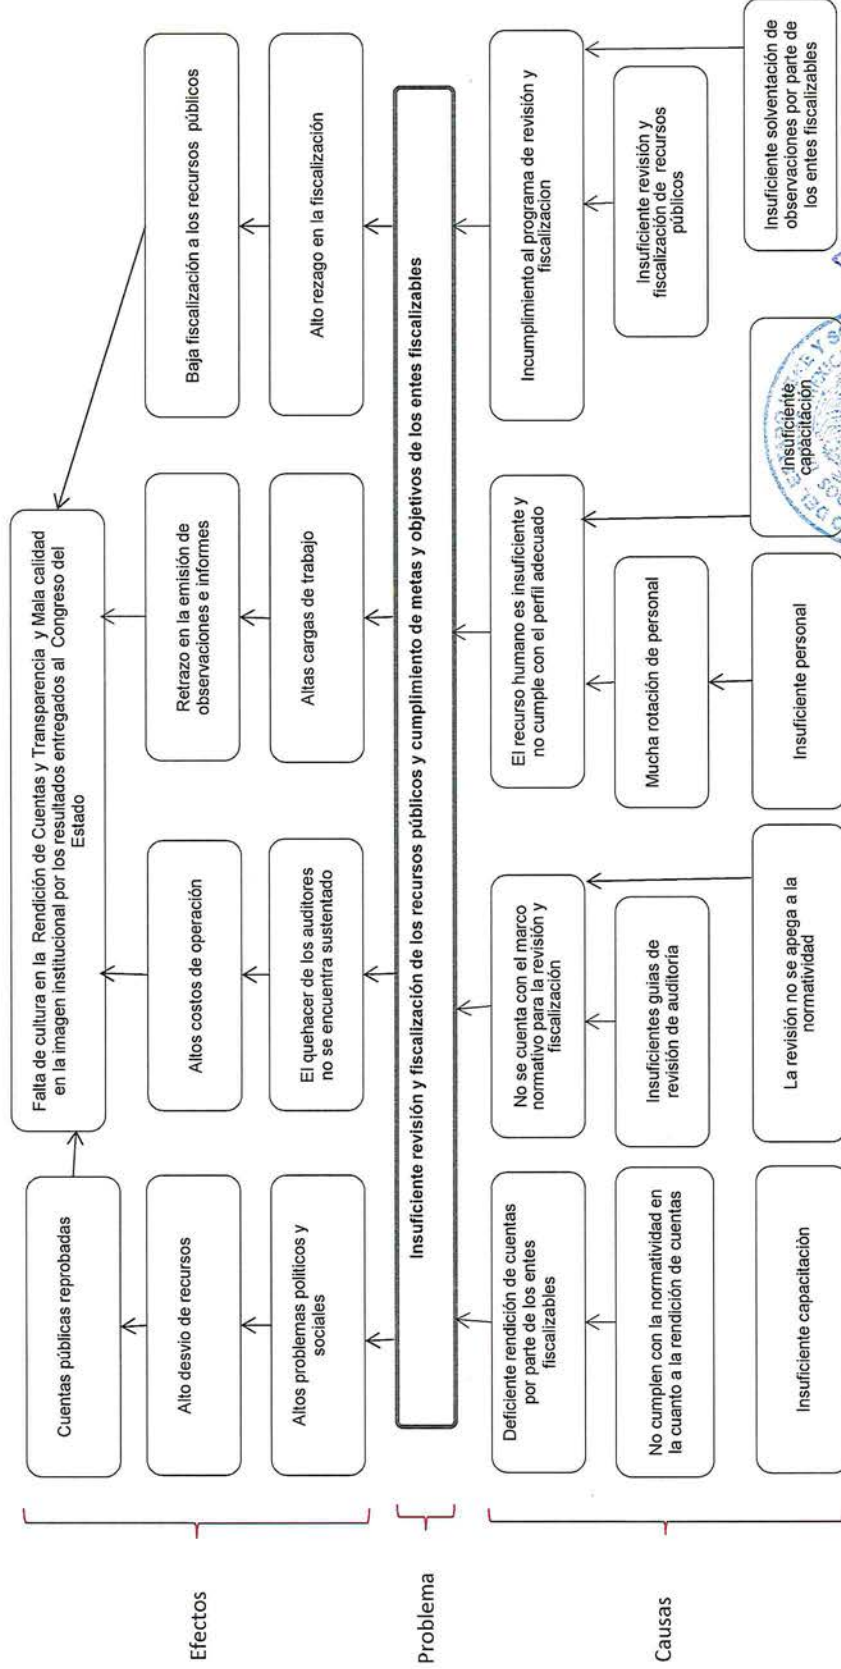 Efectos
Falta de cultura en la Rendición de Cuentas y Transparencia y Mala calidad
en la imagen institucional por los resultados entregados al Congreso del
Estado
Cuentas públicas reprobadas
Alto desvio de recursos
Altos costos de operación
Retrazo en la emisión de
observaciones e informes
Baja fiscalización a los recursos públicos
Altos problemas políticos y
sociales
El quehacer de los auditores
no se encuentra sustentado
Altas cargas de trabajo
Alto rezago en la fiscalización
Problema
Insuficiente revisión y fiscalización de los recursos públicos y cumplimiento de metas y objetivos de los entes fiscalizables
Causas
Deficiente rendición de cuentas
por parte de los entes
fiscalizables
No se cuenta con el marco
normativo para la revisión y
fiscalización
El recurso humano es insuficiente y
no cumple con el perfil adecuado
Incumplimiento al programa de revisión y
fiscalizacion
No cumplen con la normatividad en
la cuanto a la rendición de cuentas
Insuficientes guias de
revisión de auditoría
Mucha rotación de personal
Insuficiente revisión y
fiscalización de recursos
públicos
Insuficiente capacitación
La revisión no se apega a la
normatividad
Insuficiente personal
Insuficiente
capacitación
Insuficiente solventación de
observaciones por parte de
los entes fiscalizables